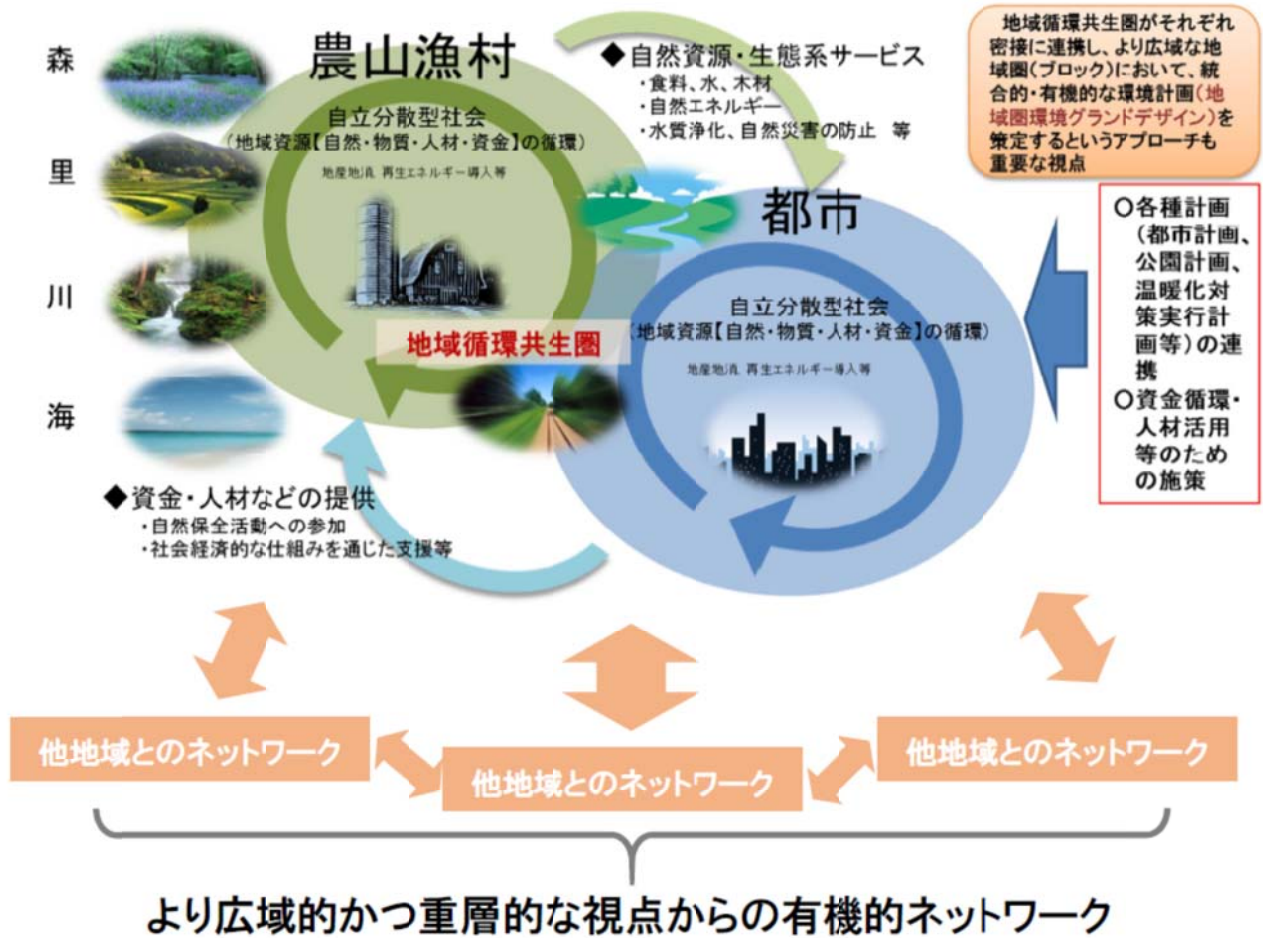 森
里
川
海
農山漁村
自立分散型社会
(地域資源【自然・物質・人材・資金】の循環)
地産地消、再生エネルギー導入等
◆自然資源・生態系サービス
・食料、水、木材
・自然エネルギー
・水質浄化、自然災害の防止　等
地域循環共生圏がそれぞれ
密接に連携し、より広域な地
域圏(ブロック)において、統
合的・有機的な環境計画(地
域圏環境グランドデザイン)を
策定するというアプローチも
重要な視点
都市
自立分散型社会
(地域資源【自然・物質・人材・資金】の循環)
地産地消、再生エネルギー導入等
地域循環共生圏
○各種計画
(都市計画、
公園計画、
温暖化対
策実行計
画等)の連
携
○資金循環・
人材活用
等のため
の施策
◆資金・人材などの提供
・自然保全活動への参加
・社会経済的な仕組みを通じた支援等
他地域とのネットワーク
他地域とのネットワーク
他地域とのネットワーク
より広域的かつ重層的な視点からの有機的ネットワーク